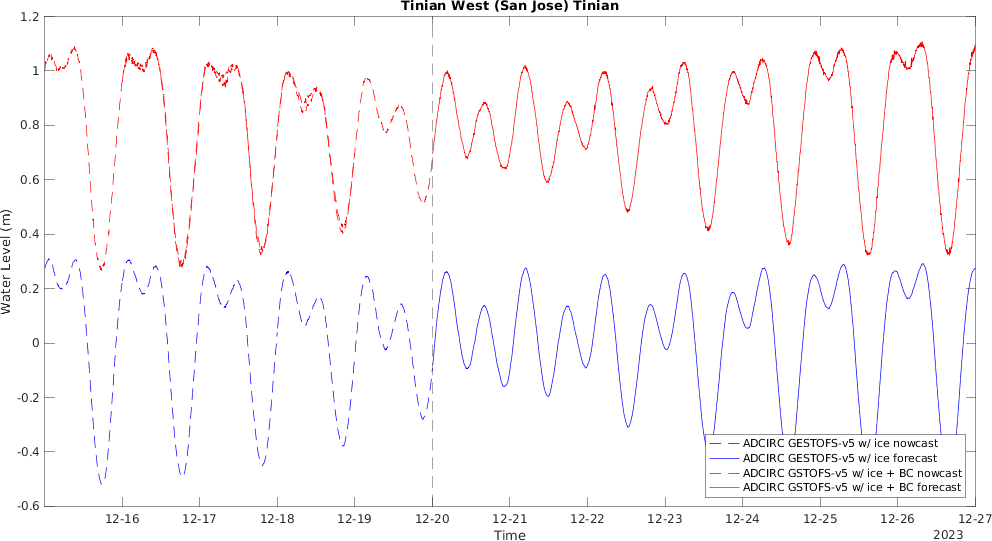 Tinian West (San Jose) Tinian
1.2
1
0.8
0.6
0.4
0.2
0
-0.2
-0.4
-0.6
Water Level (m)
ADCIRC GESTOFS-v5 w/ ice nowcast
ADCIRC GESTOFS-v5 w/ ice forecast
ADCIRC GSTOFS-v5 w/ ice + BC nowcast
ADCIRC GSTOFS-v5 w/ ice + BC forecast
12-16 12-17 12-18 12-19 12-20 12-21 12-22 12-23 12-24 12-25 12-26 12-27
Time
2023